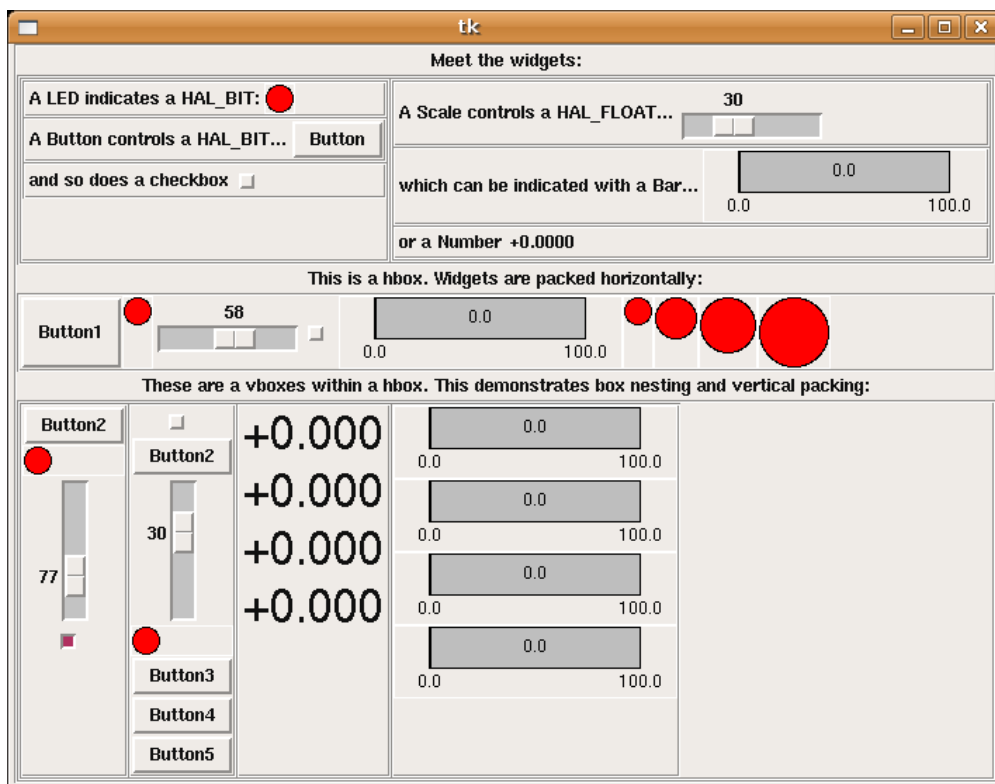 tk
Meet the widgets:
A LED indicates a HAL_BIT:
A Button controls a HAL_BIT... Button
and so does a checkbox
30
A Scale controls a HAL_FLOAT...
0.0
which can be indicated with a Bar...
0.0 100.0
or a Number +0.0000
This is a hbox. Widgets are packed horizontally:
Button1
58
0.0
0.0 100.0
These are a vboxes within a hbox. This demonstrates box nesting and vertical packing:
Button2
77
Button2
30
Button3
Button4
Button5
+0.000
+0.000
+0.000
+0.000
0.0
0.0 100.0
0.0
0.0 100.0
0.0
0.0 100.0
0.0
0.0 100.0